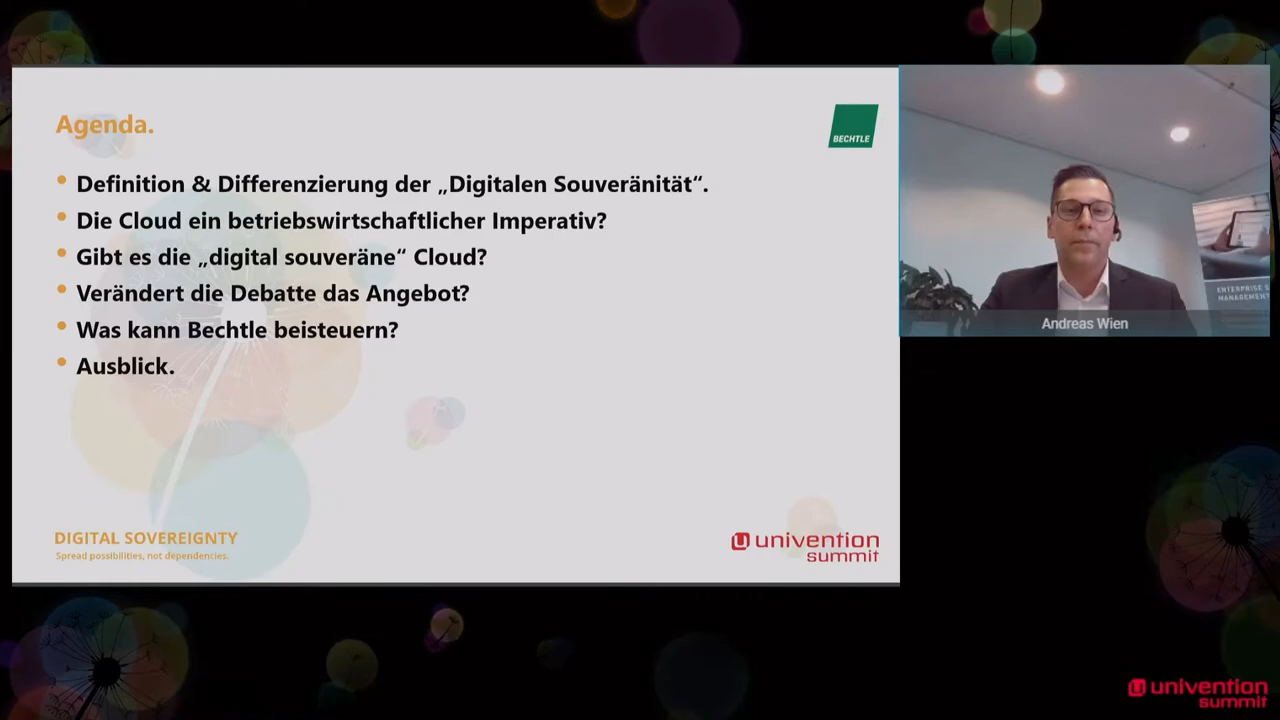 Agenda.
BECHTLE
• Definition & Differenzierung der „Digitalen Souveränität“.
• Die Cloud ein betriebswirtschaftlicher Imperativ?
• Gibt es die „digital souveräne“ Cloud?
• Verändert die Debatte das Angebot?
• Was kann Bechtle beisteuern?
• Ausblick.
DIGITAL SOVEREIGNTY
Spread possibilities, not dependencies.
univention
summit
ENTERPRISE S
MANAGEMENT
Andreas Wien
univention
summit